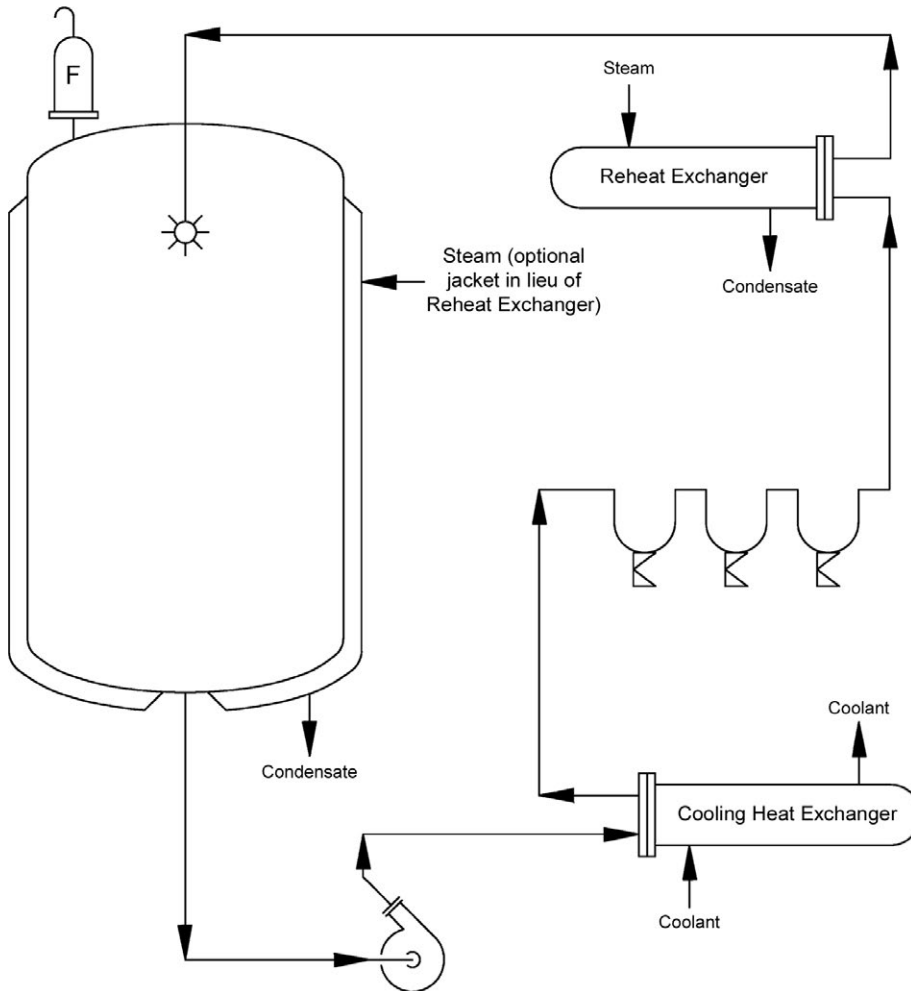 F
Steam
Reheat Exchanger
Steam (optional
jacket in lieu of
Reheat Exchanger)
Condensate
Coolant
Condensate
Cooling Heat Exchanger
Coolant